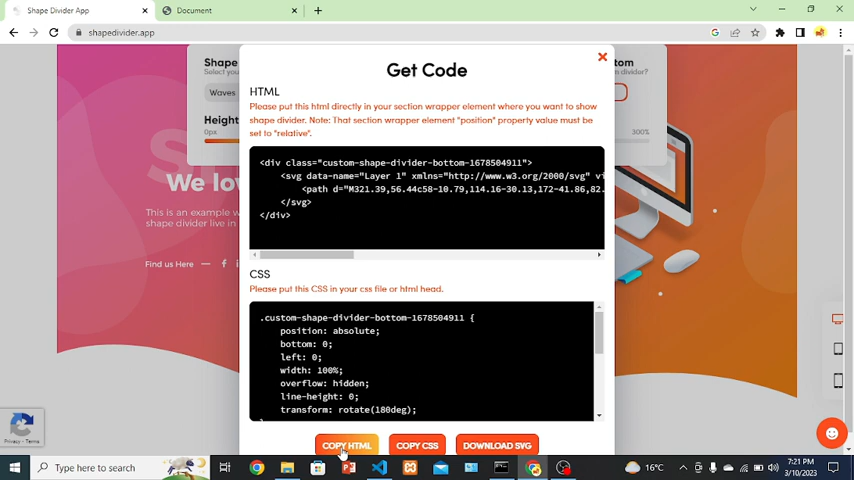 Shape Divider App
Document
shapedivider.app
Shape
Select you
Waves
Height
0px
tom
divider?
300%
We lo
This is an example w
shape divider live in
Find us Here
Get Code
HTML
Please put this html directly in your section wrapper element where you want to show
shape divider. Note: That section wrapper element "position" property value must be
set to "relative".
<div class="custom-shape-divider-bottom-1678504911">
<svg data-name="Layer 1" xmlns="http://www.w3.org/2000/svg" vi
<path d="M321.39,56.44c58-10.79,114.16-30.13,172-41.86,82.
</svg>
</div>
CSS
Please put this CSS in your css file or html head.
.custom-shape-divider-bottom-1678504911 {
position: absolute;
bottom: 0;
left: 0;
width: 100%;
overflow: hidden;
line-height: 0;
transform: rotate(180deg);
COPY HTML
COPY CSS
DOWNLOAD SVG
Privacy - Terms
Type here to search
16°C
7:21 PM
3/10/2023